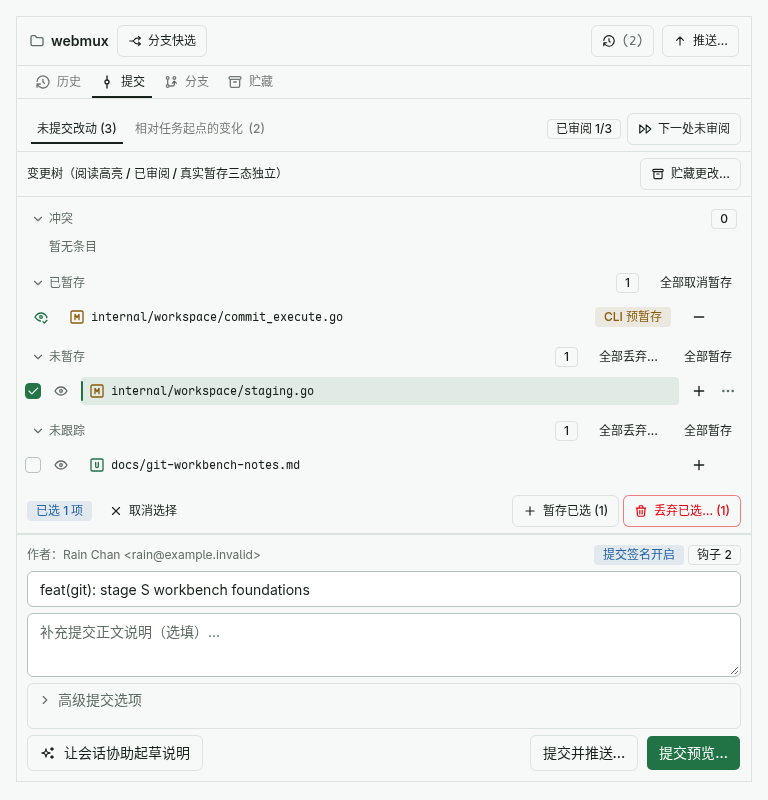 webmux 分支快选 (2) 推送...
历史 提交 分支 贮藏
未提交改动 (3) 相对任务起点的变化 (2) 已审阅 1/3 下一处未审阅
变更树（阅读高亮 / 已审阅 / 真实暂存三态独立） 贮藏更改...
冲突 0
暂无条目
已暂存 1 全部取消暂存
M internal/workspace/commit_execute.go CLI 预暂存
未暂存 1 全部丢弃... 全部暂存
M internal/workspace/staging.go
未跟踪 1 全部丢弃... 全部暂存
U docs/git-workbench-notes.md
已选 1 项 取消选择 暂存已选 (1) 丢弃已选... (1)
作者: Rain Chan <rain@example.invalid> 提交签名开启 钩子 2
feat(git): stage S workbench foundations
补充提交正文说明（选填）...
高级提交选项
让会话协助起草说明 提交并推送... 提交预览...